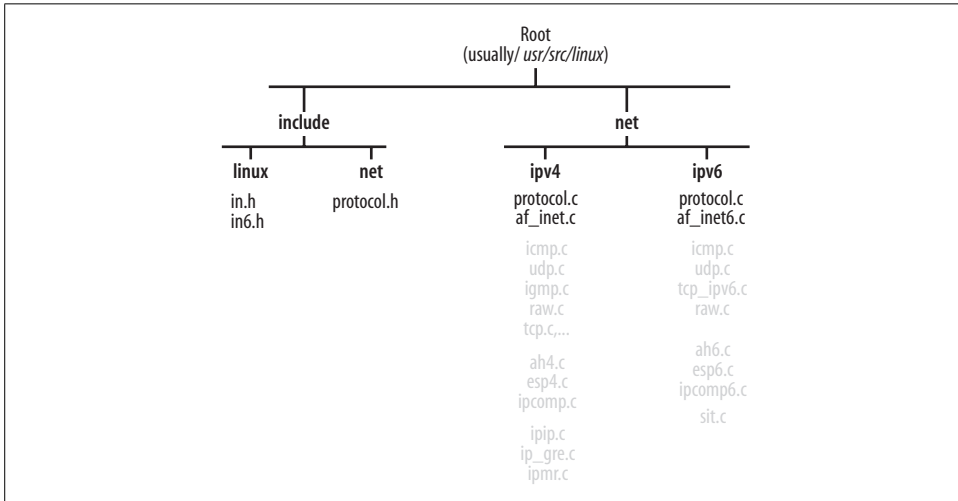 Root
(usually/ usr/src/linux)
include
net
linux
net
ipv4
ipv6
in.h
in6.h
protocol.h
protocol.c
af_inet.c
icmp.c
udp.c
igmp.c
raw.c
tcp.c,...
ah4.c
esp4.c
ipcomp.c
ipip.c
ip_gre.c
ipmr.c
protocol.c
af_inet6.c
icmp.c
udp.c
tcp_ipv6.c
raw.c
ah6.c
esp6.c
ipcomp6.c
sit.c